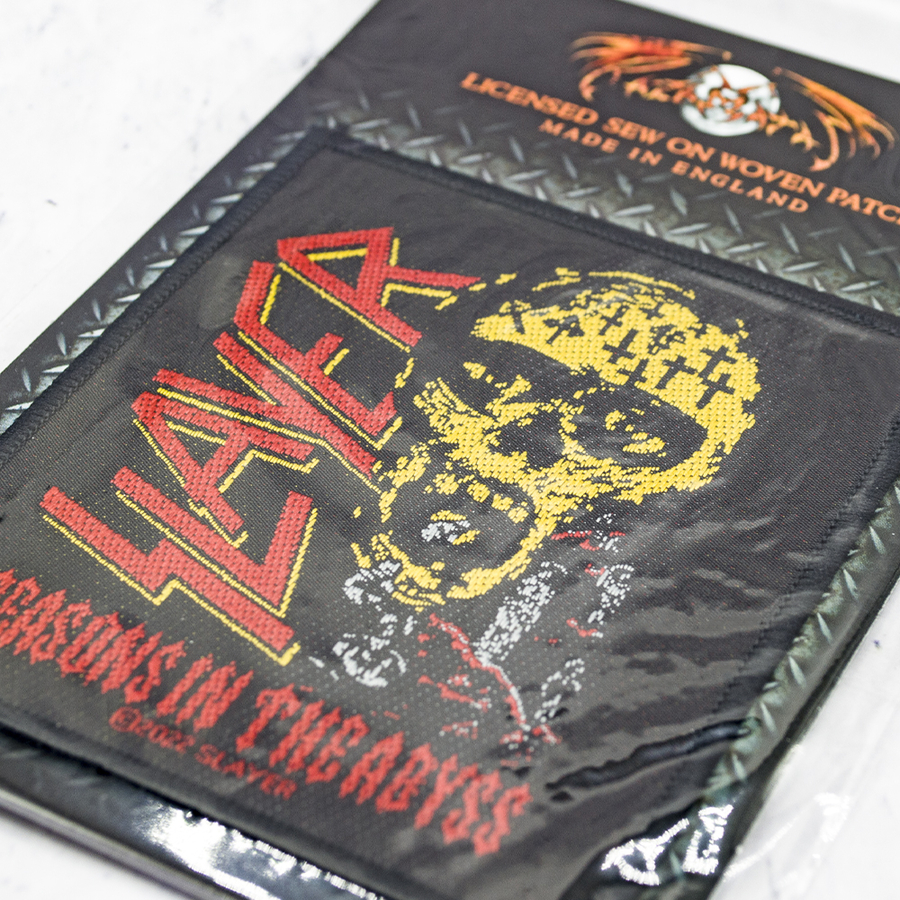 LICENSED SEW ON WOVEN PATCH
MADE IN ENGLAND
SLAYER
SEASONS IN THE ABYSS
©2022 SLAYER